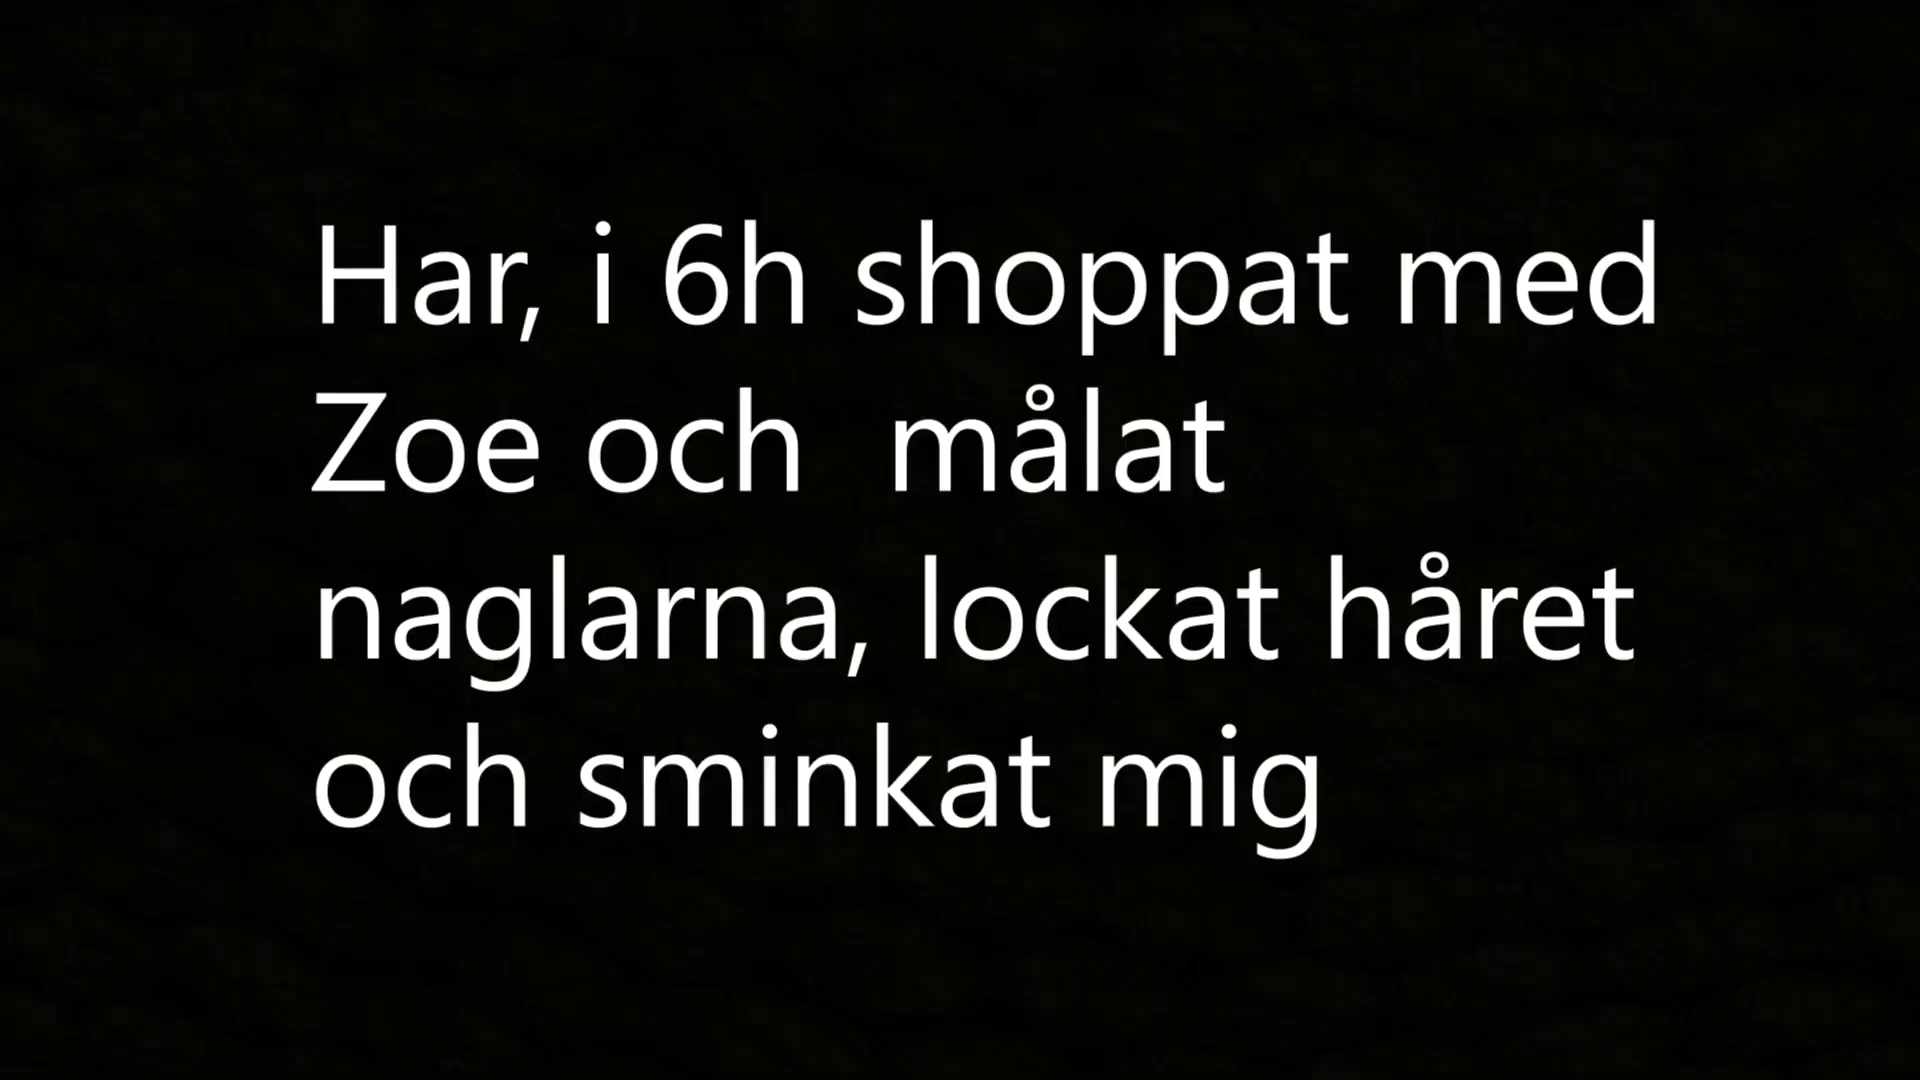 Har, i 6h shoppat med
Zoe och  målat
naglarna, lockat håret
och sminkat mig